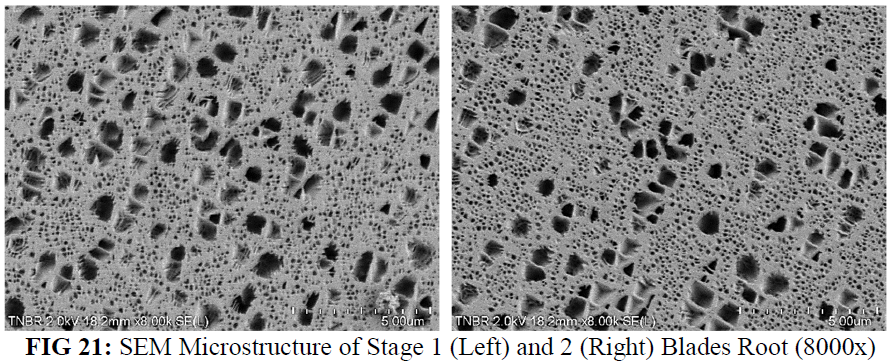 TNBR 2.0kV 18.2mm x8.00k SE(L) 5.00um
TNBR 2.0kV 18.2mm x8.00k SE(L) 5.00um
FIG 21: SEM Microstructure of Stage 1 (Left) and 2 (Right) Blades Root (8000x)